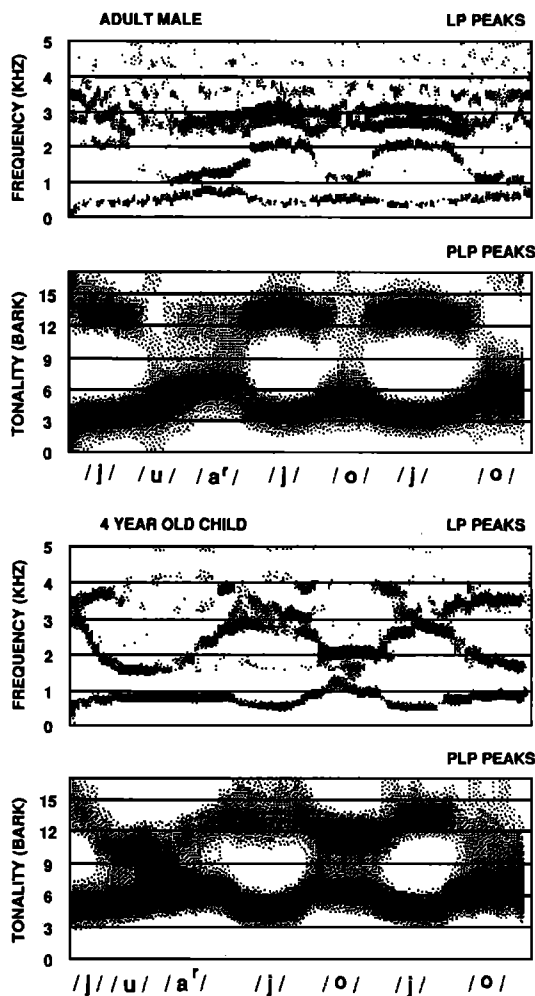 ADULT MALE LP PEAKS
FREQUENCY (KHZ)
5
4
3
2
1
0
PLP PEAKS
TONALITY (BARK)
15
12
9
6
3
0
/j/ /u/ /aʳ/ /j/ /o/ /j/ /o/
4 YEAR OLD CHILD LP PEAKS
FREQUENCY (KHZ)
5
4
3
2
1
0
PLP PEAKS
TONALITY (BARK)
15
12
9
6
3
0
/j/ /u/ /aʳ/ /j/ /o/ /j/ /o/